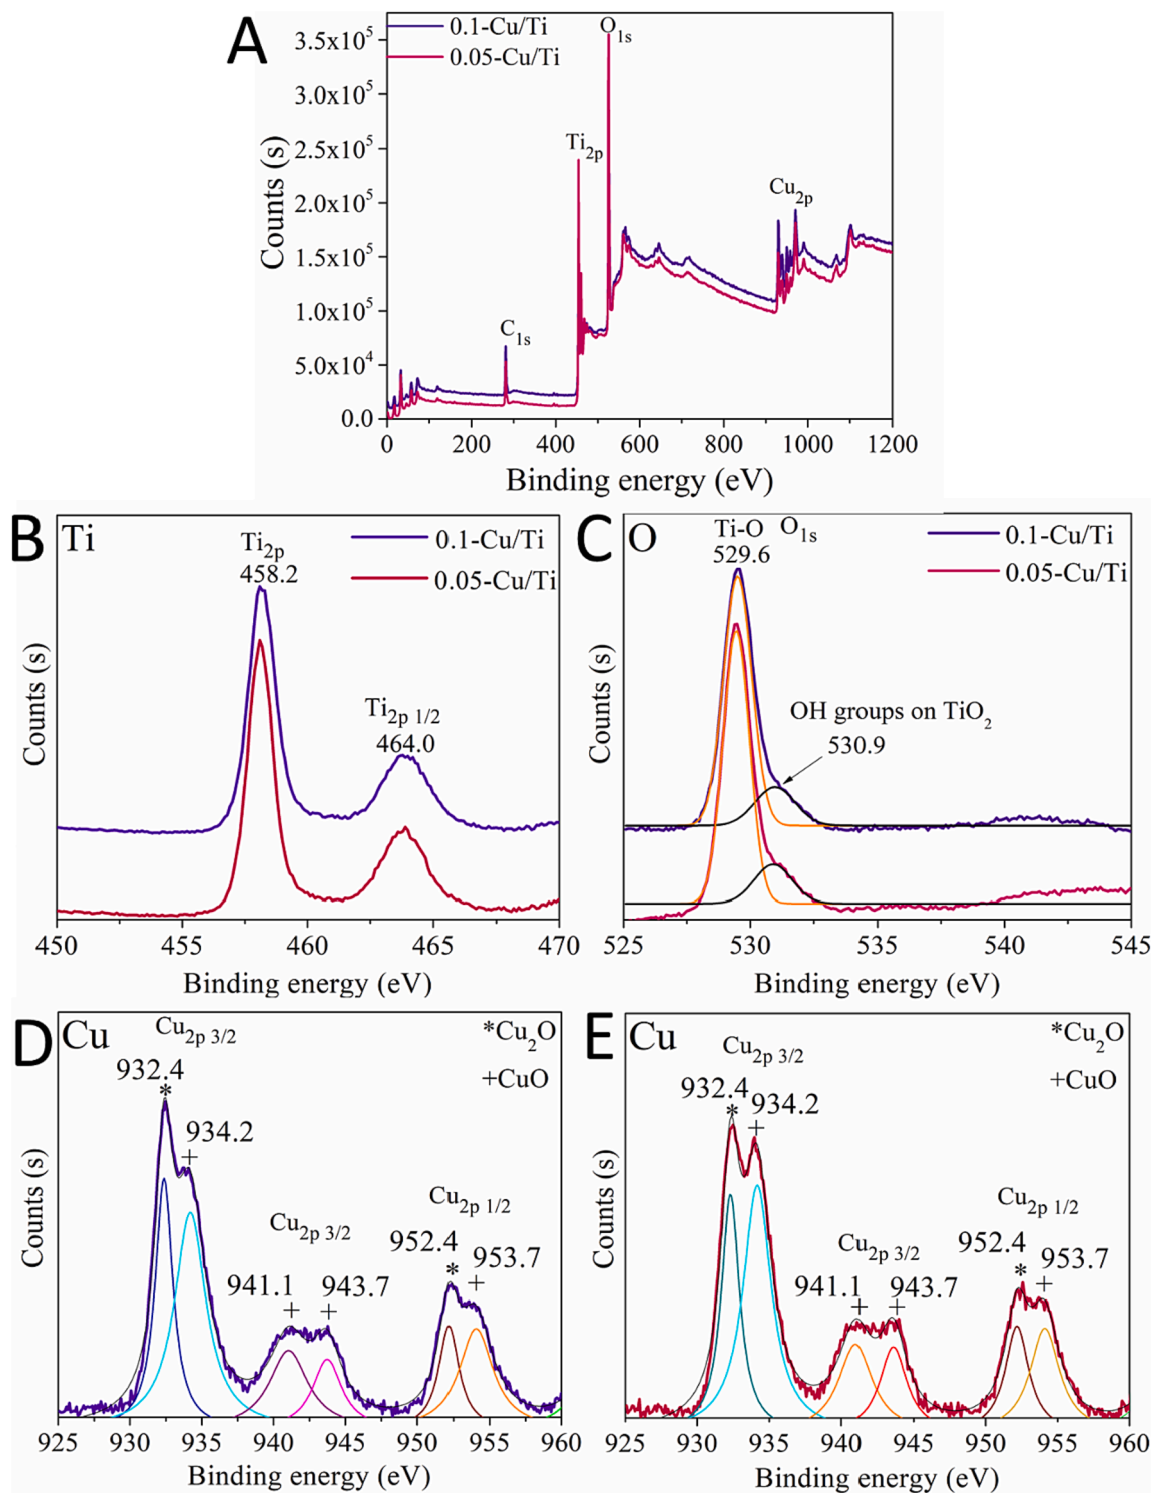 A
0.1-Cu/Ti
0.05-Cu/Ti
O1s
Ti2p
Cu2p
C1s
3.5x10^5
3.0x10^5
2.5x10^5
2.0x10^5
1.5x10^5
1.0x10^5
5.0x10^4
0.0
Counts (s)
0 200 400 600 800 1000 1200
Binding energy (eV)
B
Ti
Ti2p
458.2
0.1-Cu/Ti
0.05-Cu/Ti
Ti2p 1/2
464.0
Counts (s)
450 455 460 465 470
Binding energy (eV)
C
O
Ti-O O1s
529.6
0.1-Cu/Ti
0.05-Cu/Ti
OH groups on TiO2
530.9
Counts (s)
525 530 535 540 545
Binding energy (eV)
D
Cu
Cu2p 3/2
*Cu2O
+CuO
932.4
*
934.2
+
Cu2p 3/2
941.1 943.7
+ +
Cu2p 1/2
952.4 953.7
* +
Counts (s)
925 930 935 940 945 950 955 960
Binding energy (eV)
E
Cu
Cu2p 3/2
*Cu2O
+CuO
932.4 934.2
* +
Cu2p 3/2
941.1 943.7
+ +
Cu2p 1/2
952.4 953.7
* +
Counts (s)
925 930 935 940 945 950 955 960
Binding energy (eV)